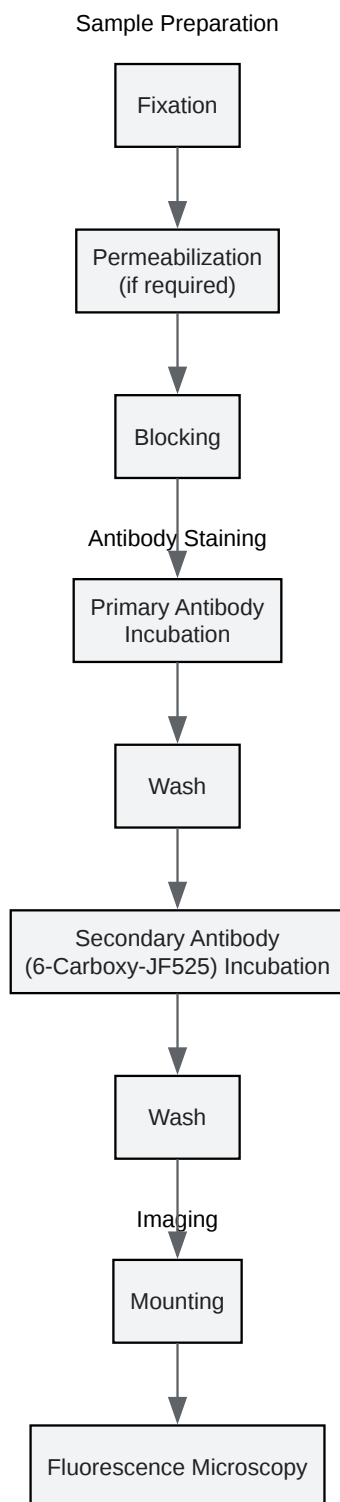 Sample Preparation
Fixation
Permeabilization
(if required)
Blocking
Antibody Staining
Primary Antibody
Incubation
Wash
Secondary Antibody
(6-Carboxy-JF525) Incubation
Wash
Imaging
Mounting
Fluorescence Microscopy